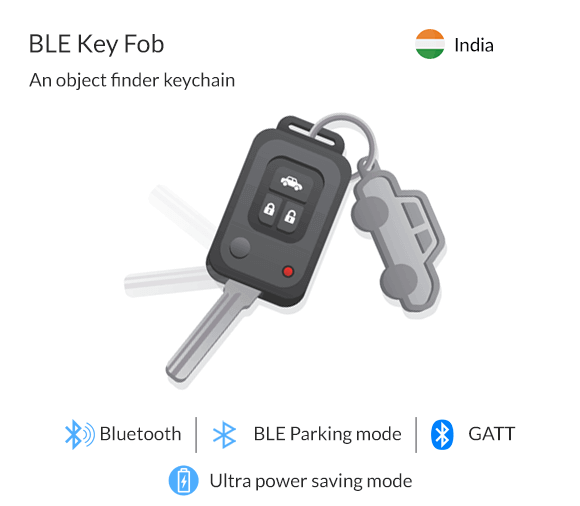 BLE Key Fob
India
An object finder keychain
Bluetooth
BLE Parking mode
GATT
Ultra power saving mode